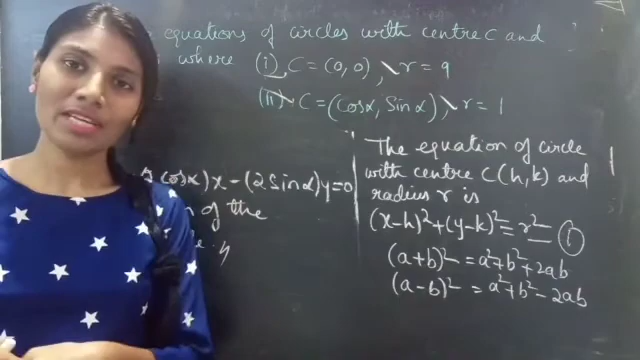 equations of circles with centre C and
where (i) C = (0, 0) \ r = 9
(ii) C = (cosα, sinα) \ r = 1
cosα)x - (2 sinα)y = 0
of the
The equation of circle
with centre C(h, k) and
radius r is
(x-h)² + (y-k)² = r² — ①
(a+b)² = a² + b² + 2ab
(a-b)² = a² + b² - 2ab